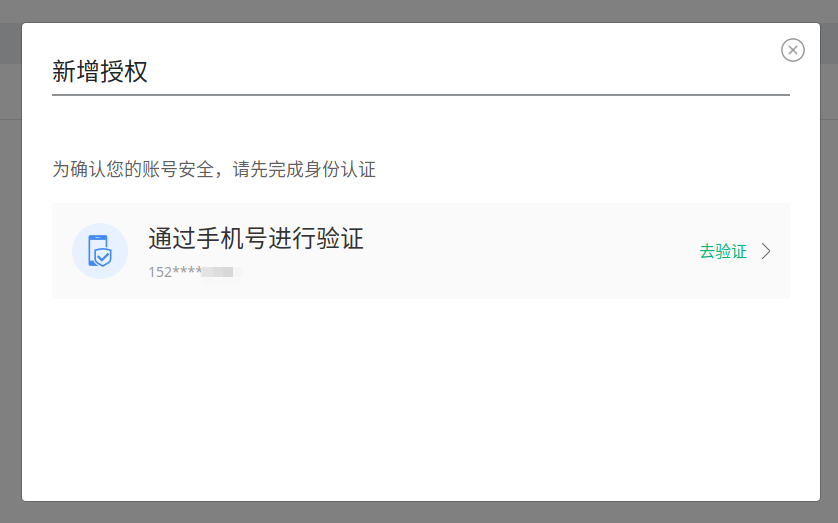 新增授权
为确认您的账号安全，请先完成身份认证
通过手机号进行验证
152****
去验证